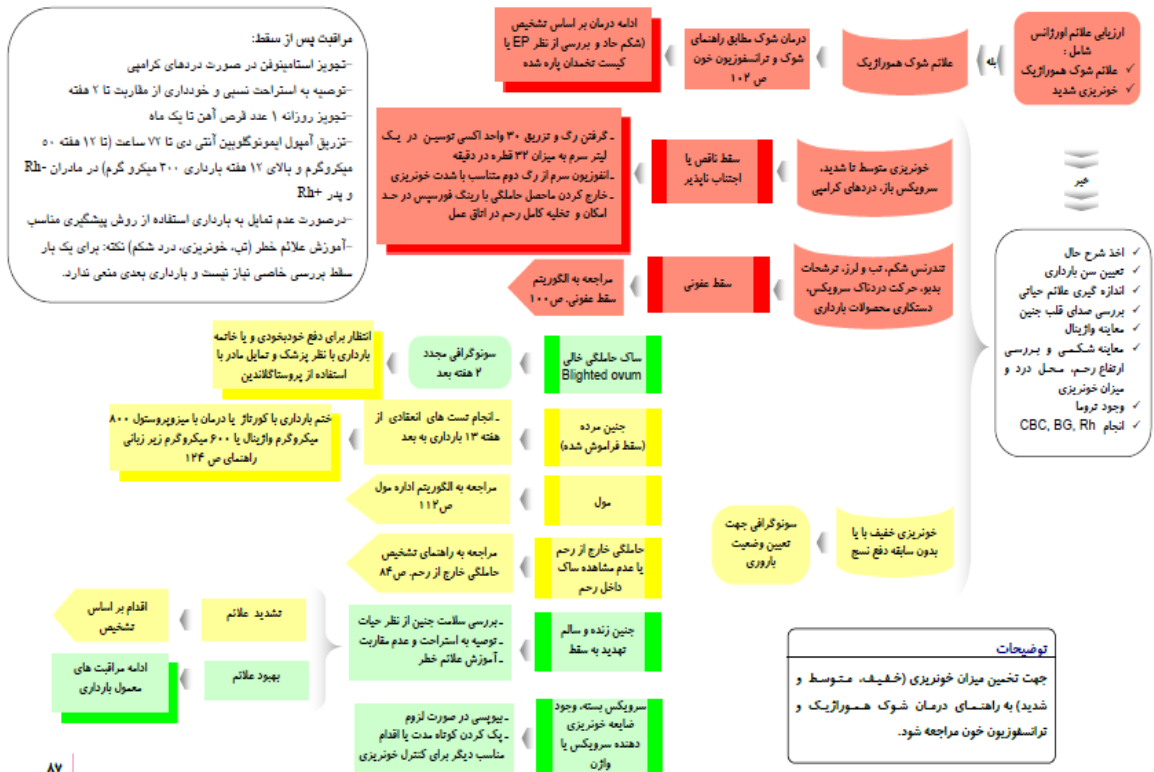 ارزیابی علائم اورژانس
شامل :
✓ علائم شوک هموراژیک
✓ خونریزی شدید
بله
علائم شوک هموراژیک
درمان شوک مطابق راهنمای
شوک و ترانسفوزیون خون
ص ۱۰۲
ادامه درمان بر اساس تشخیص
(شکم حاد و بررسی از نظر EP یا
کیست تخمدان پاره شده
مراقبت پس از سقط:
-تجویز استامینوفن در صورت دردهای کرامپی
-توصیه به استراحت نسبی و خودداری از مقاربت تا ۲ هفته
-تجویز روزانه ۱ عدد قرص آهن تا یک ماه
-تزریق آمپول ایمونوگلوبین آنتی دی تا ۷۲ ساعت (تا ۱۲ هفته ۵۰
میکروگرم و بالای ۱۲ هفته بارداری ۳۰۰ میکرو گرم) در مادران Rh-
و پدر Rh+
-درصورت عدم تمایل به بارداری استفاده از روش پیشگیری مناسب
-آموزش علائم خطر (تب، خونریزی، درد شکم) نکته: برای یک بار
سقط بررسی خاصی نیاز نیست و بارداری بعدی منعی ندارد.
خیر
✓ اخذ شرح حال
✓ تعیین سن بارداری
✓ اندازه گیری علائم حیاتی
✓ بررسی صدای قلب جنین
✓ معاینه واژینال
✓ معاینه شکمی و بررسی
ارتفاع رحم، محل درد و
میزان خونریزی
✓ وجود تروما
✓ انجام CBC, BG, Rh
خونریزی متوسط تا شدید،
سرویکس باز، دردهای کرامپی
سقط ناقص یا
اجتناب ناپذیر
ـ گرفتن رگ و تزریق ۳۰ واحد اکسی توسین در یک
لیتر سرم به میزان ۳۲ قطره در دقیقه
ـ انفوزیون سرم از رگ دوم متناسب با شدت خونریزی
ـ خارج کردن ماحصل حاملگی با رینگ فورسپس در حد
امکان و تخلیه کامل رحم در اتاق عمل
تندرنس شکم، تب و لرز، ترشحات
بدبو، حرکت دردناک سرویکس،
دستکاری محصولات بارداری
سقط عفونی
مراجعه به الگوریتم
سقط عفونی. ص۱۰۰
خونریزی خفیف با یا
بدون سابقه دفع نسج
سونوگرافی جهت
تعیین وضعیت
باروری
ساک حاملگی خالی
Blighted ovum
سونوگرافی مجدد
۲ هفته بعد
انتظار برای دفع خودبخودی و یا خاتمه
بارداری با نظر پزشک و تمایل مادر با
استفاده از پروستاگلاندین
جنین مرده
(سقط فراموش شده)
ـ انجام تست های انعقادی از
هفته ۱۳ بارداری به بعد
ختم بارداری با کورتاژ یا درمان با میزوپروستول ۸۰۰
میکروگرم واژینال یا ۶۰۰ میکروگرم زیر زبانی
راهنمای ص ۱۲۴
مول
مراجعه به الگوریتم اداره مول
ص۱۱۲
حاملگی خارج از رحم
یا عدم مشاهده ساک
داخل رحم
مراجعه به راهنمای تشخیص
حاملگی خارج از رحم. ص۸۴
جنین زنده و سالم
تهدید به سقط
ـ بررسی سلامت جنین از نظر حیات
ـ توصیه به استراحت و عدم مقاربت
ـ آموزش علائم خطر
تشدید علائم
اقدام بر اساس
تشخیص
بهبود علائم
ادامه مراقبت های
معمول بارداری
سرویکس بسته، وجود
ضایعه خونریزی
دهنده سرویکس یا
واژن
ـ بیوپسی در صورت لزوم
ـ پک کردن کوتاه مدت یا اقدام
مناسب دیگر برای کنترل خونریزی
توضیحات
جهت تخمین میزان خونریزی (خفیف، متوسط و
شدید) به راهنمای درمان شوک هموراژیک و
ترانسفوزیون خون مراجعه شود.
۸۷